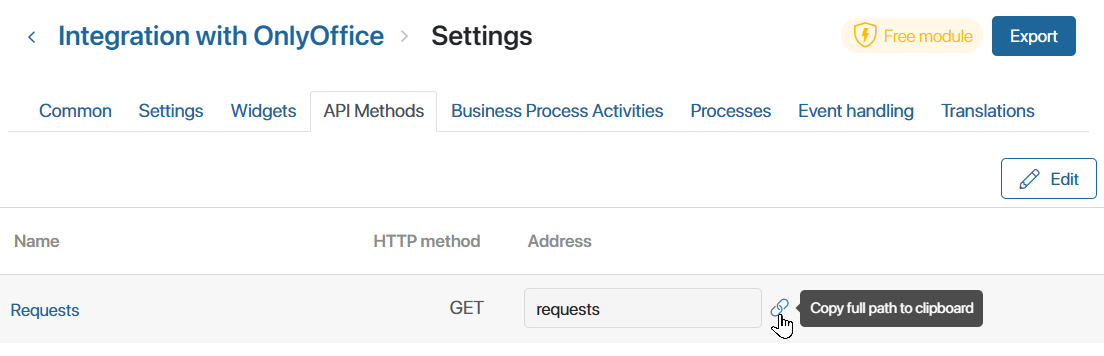 Integration with OnlyOffice > Settings
Free module
Export
Common Settings Widgets API Methods Business Process Activities Processes Event handling Translations
Edit
Name HTTP method Address
Requests GET requests Copy full path to clipboard